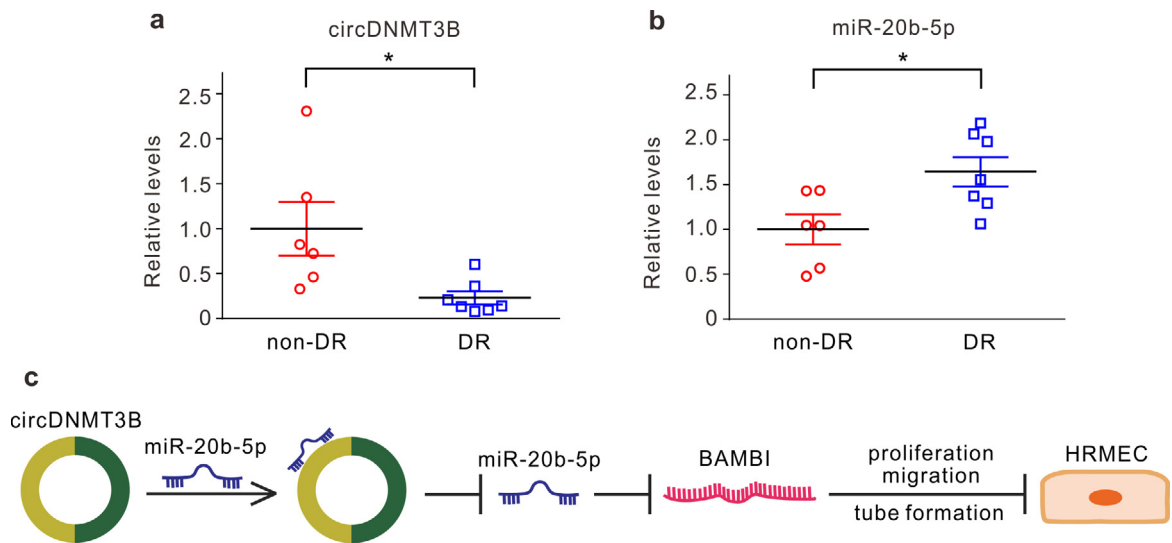 a
circDNMT3B
*
Relative levels
2.5
2.0
1.5
1.0
0.5
0
non-DR
DR
b
miR-20b-5p
*
Relative levels
2.5
2.0
1.5
1.0
0.5
0
non-DR
DR
c
circDNMT3B
miR-20b-5p
miR-20b-5p
BAMBI
proliferation
migration
tube formation
HRMEC